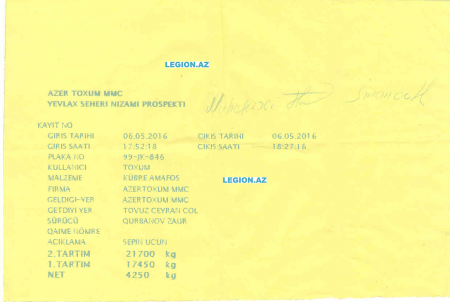 LEGION.AZ
AZER TOXUM MMC
YEVLAX SEHERI NIZAMI PROSPEKTI
KAYIT NO
GIRIS TARIHI 06.05.2016 CIKIS TARIHI 06.05.2016
GIRIS SAATI 17:52:18 CIKIS SAATI 18:27:16
PLAKA NO 99-JK-846
KULLANICI TOXUM
MALZEME KÜBRE AMAFOS
LEGION.AZ
FIRMA AZERTOXUM MMC
GELDIGI-YER AZERTOXUM MMC
GETDIYI YER TOVUZ CEYRAN COL
SÜRÜCÜ QURBANOV ZAUR
QAIME NÖMRE
ACIKLAMA SEPIN UCUN
2.TARTIM 21700 kg
1.TARTIM 17450 kg
NET 4250 kg